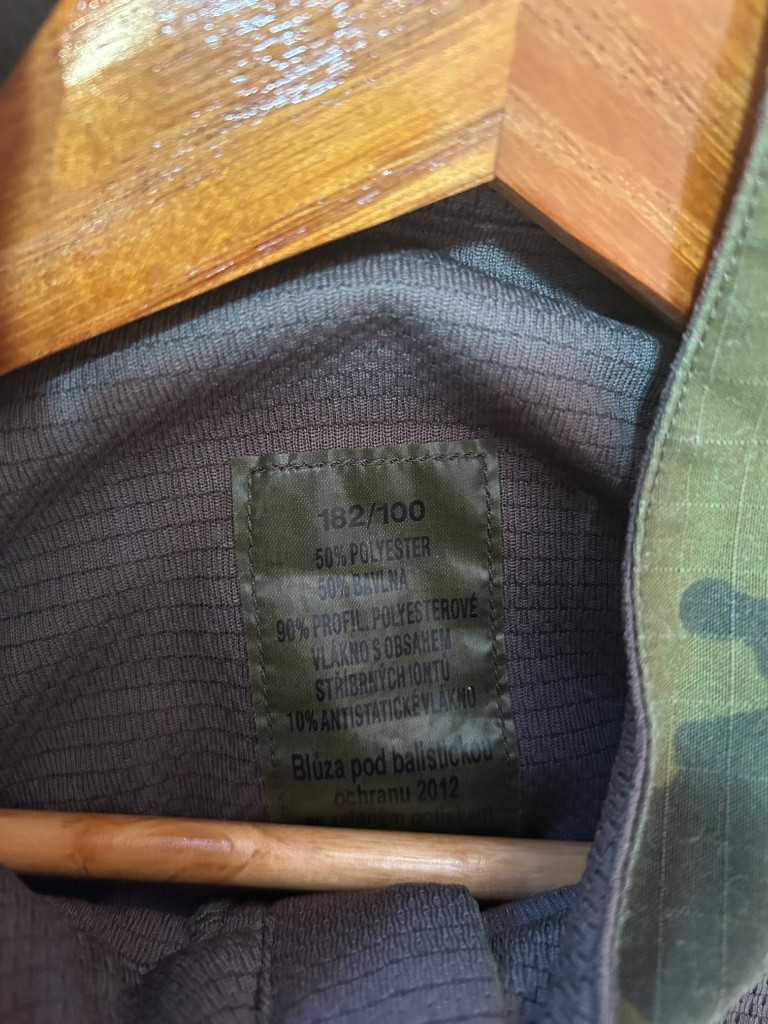 182/100
50% POLYESTER
50% BAVLNA
90% PROFIL. POLYESTEROVÉ
VLÁKNO S OBSAHEM
STŘÍBRNÝCH IONTŮ
10% ANTISTATICKÉ VLÁKNO
Blůza pod balistickou
ochranu 2012
potiskem